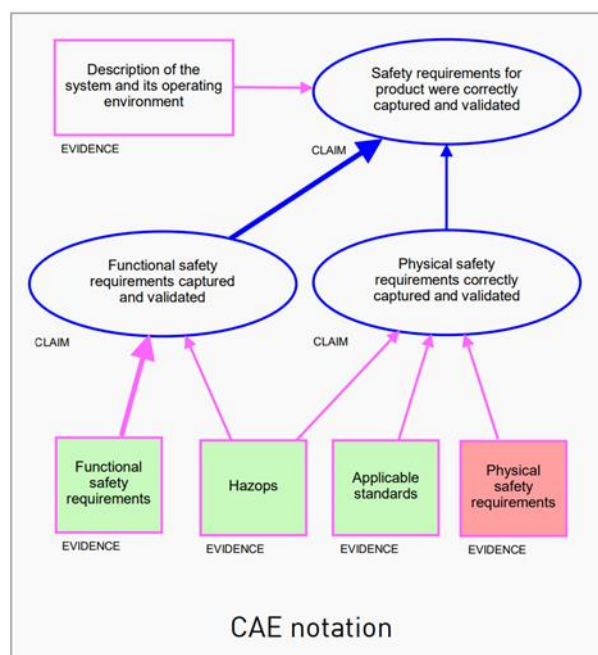 Description of the
system and its operating
environment
EVIDENCE
Safety requirements for
product were correctly
captured and validated
CLAIM
Functional safety
requirements captured
and validated
CLAIM
Physical safety
requirements correctly
captured and validated
CLAIM
Functional
safety
requirements
EVIDENCE
Hazops
EVIDENCE
Applicable
standards
EVIDENCE
Physical
safety
requirements
EVIDENCE
CAE notation